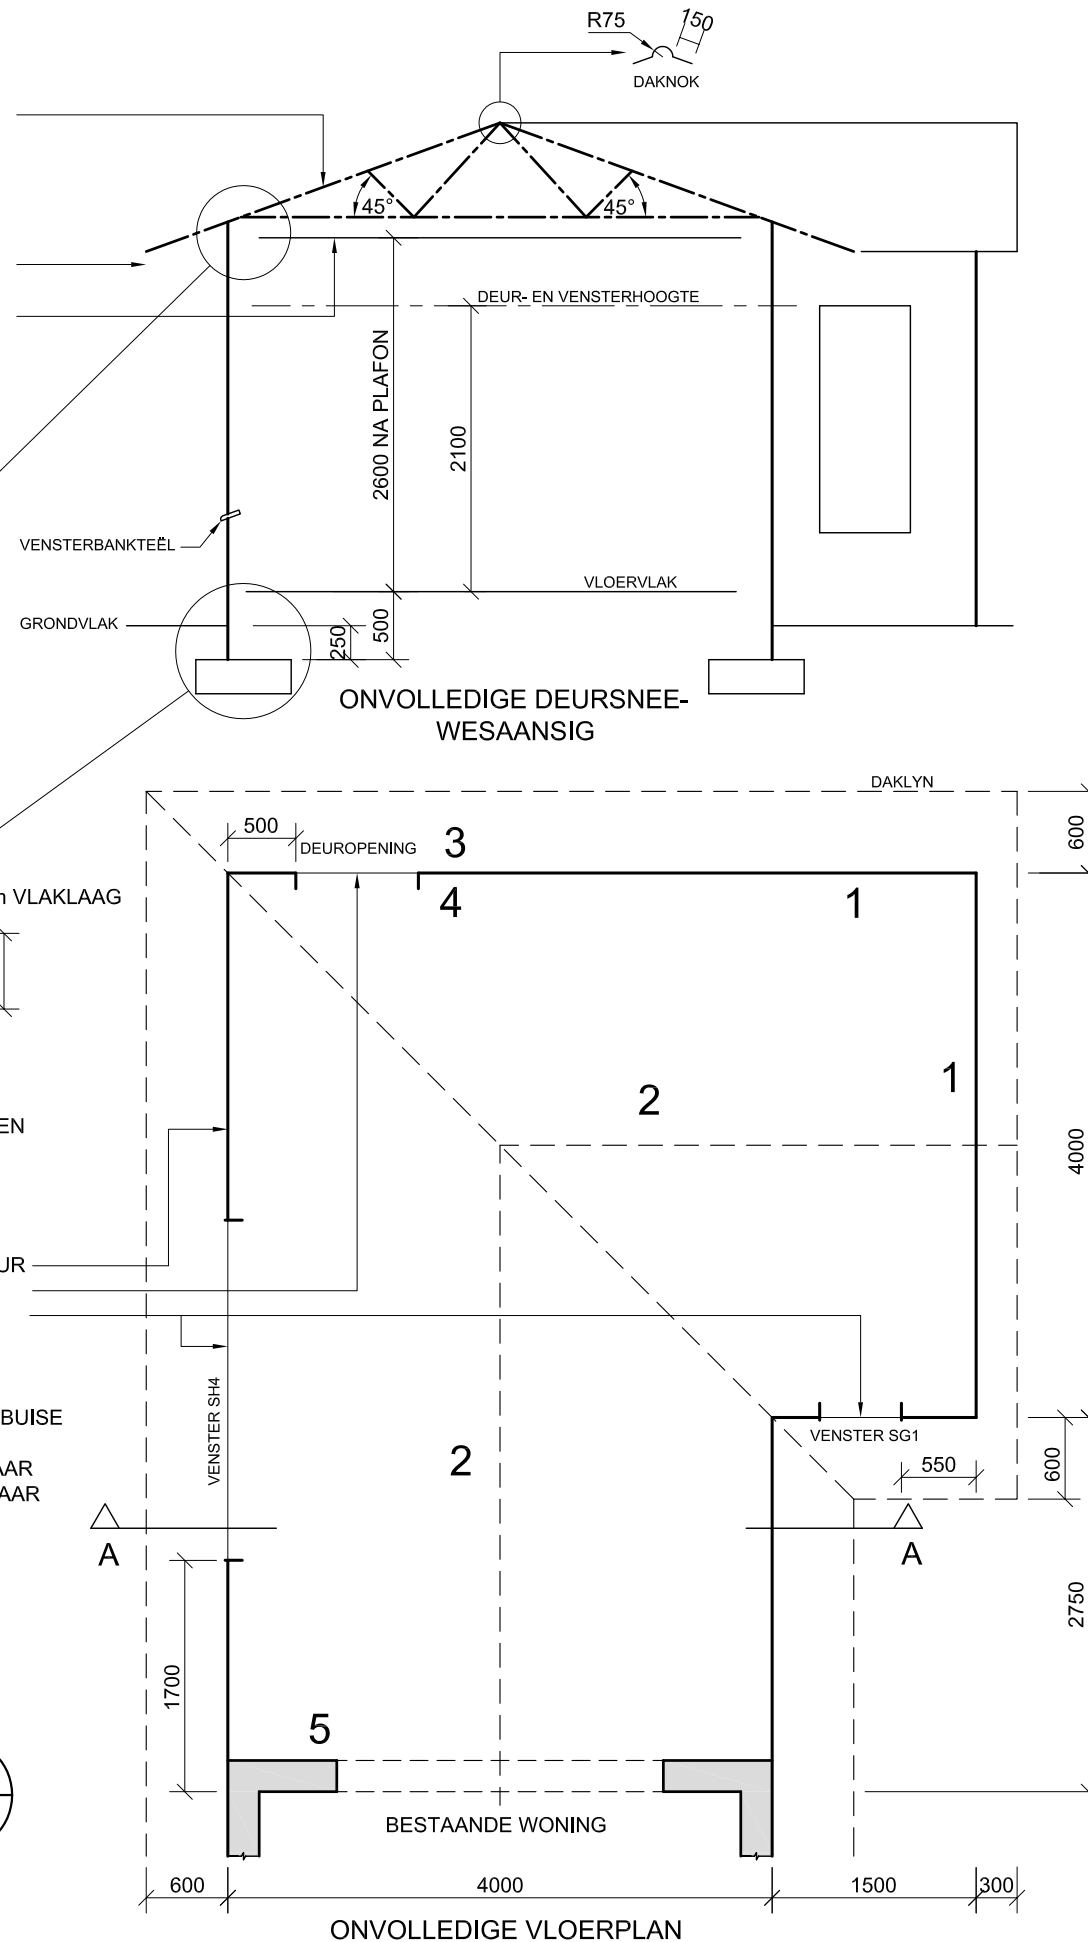 R75
150
DAKNOK
45°
45°
DEUR- EN VENSTERHOOGTE
2600 NA PLAFON
2100
VENSTERBANKTEËL
VLOERVLAK
GRONDVLAK
250
500
ONVOLLEDIGE DEURSNEE-
WESAANSIG
DAKLYN
600
500
DEUROPENING
3
4
1
VLAKLAAG
1
2
EN
4000
UR
VENSTER SH4
BUISE
VENSTER SG1
2
550
600
AAR
AAR
A
A
2750
1700
5
BESTAANDE WONING
600
4000
1500
300
ONVOLLEDIGE VLOERPLAN